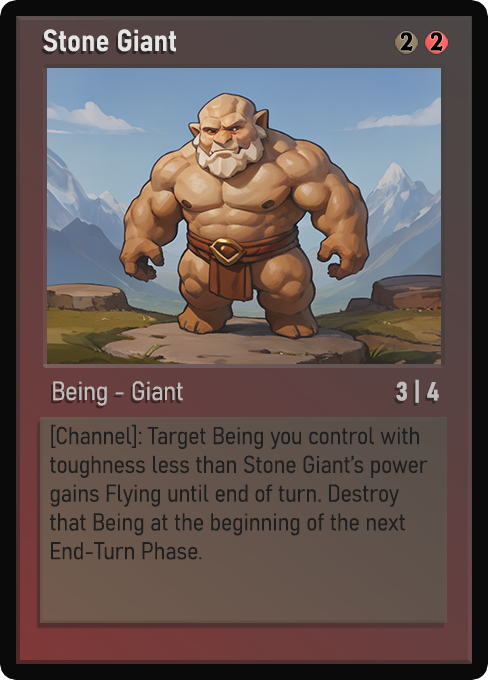 Stone Giant 2 2
Being - Giant 3 | 4
[Channel]: Target Being you control with
toughness less than Stone Giant's power
gains Flying until end of turn. Destroy
that Being at the beginning of the next
End-Turn Phase.